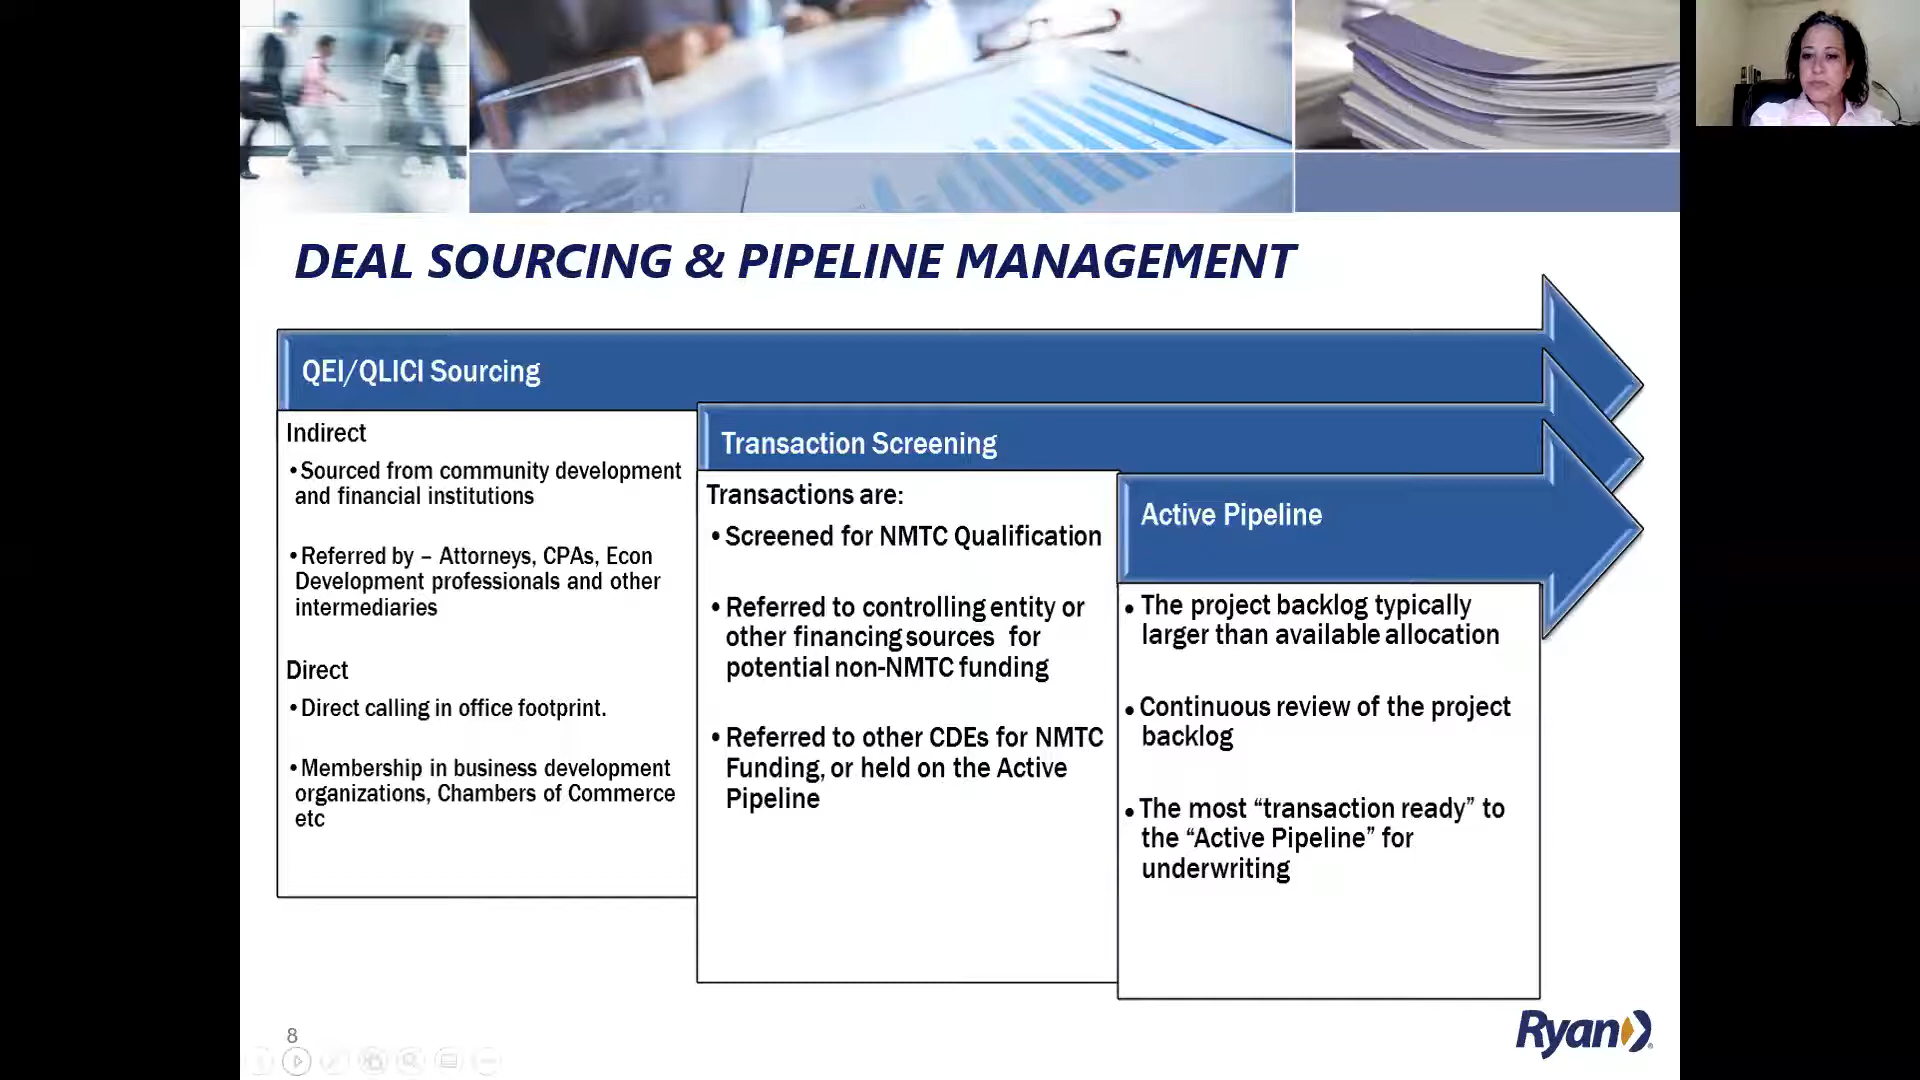 DEAL SOURCING & PIPELINE MANAGEMENT
QEI/QLICI Sourcing
Indirect
•Sourced from community development
and financial institutions
•Referred by – Attorneys, CPAs, Econ
Development professionals and other
intermediaries
Direct
•Direct calling in office footprint.
•Membership in business development
organizations, Chambers of Commerce
etc
Transaction Screening
Transactions are:
•Screened for NMTC Qualification
•Referred to controlling entity or
other financing sources for
potential non-NMTC funding
•Referred to other CDEs for NMTC
Funding, or held on the Active
Pipeline
Active Pipeline
•The project backlog typically
larger than available allocation
•Continuous review of the project
backlog
•The most “transaction ready” to
the “Active Pipeline” for
underwriting
8
Ryan